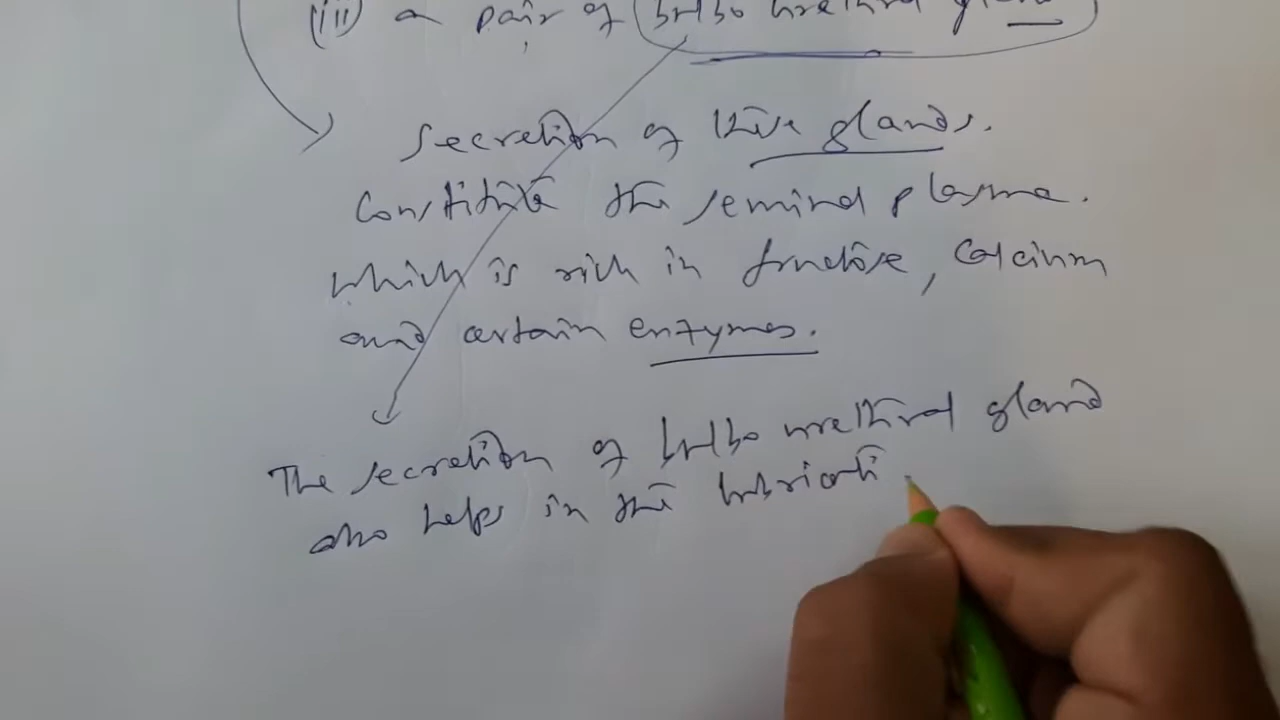 (iii) a pair of bulbo urethral gland
Secretion of this glands.
Constitute the seminal plasma.
which is rich in fructose, calcium
and certain enzymes.
The secretion of bulbo urethral gland
also helps in the lubricati